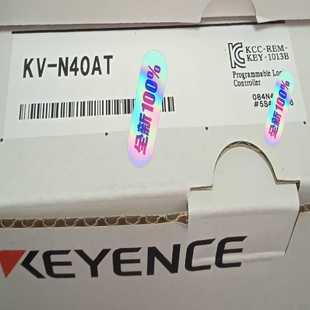 KV-N40AT
KCC-REM-
KEY-1013B
Programmable Lo
Controller
全新100%
全新100%
KEYENCE